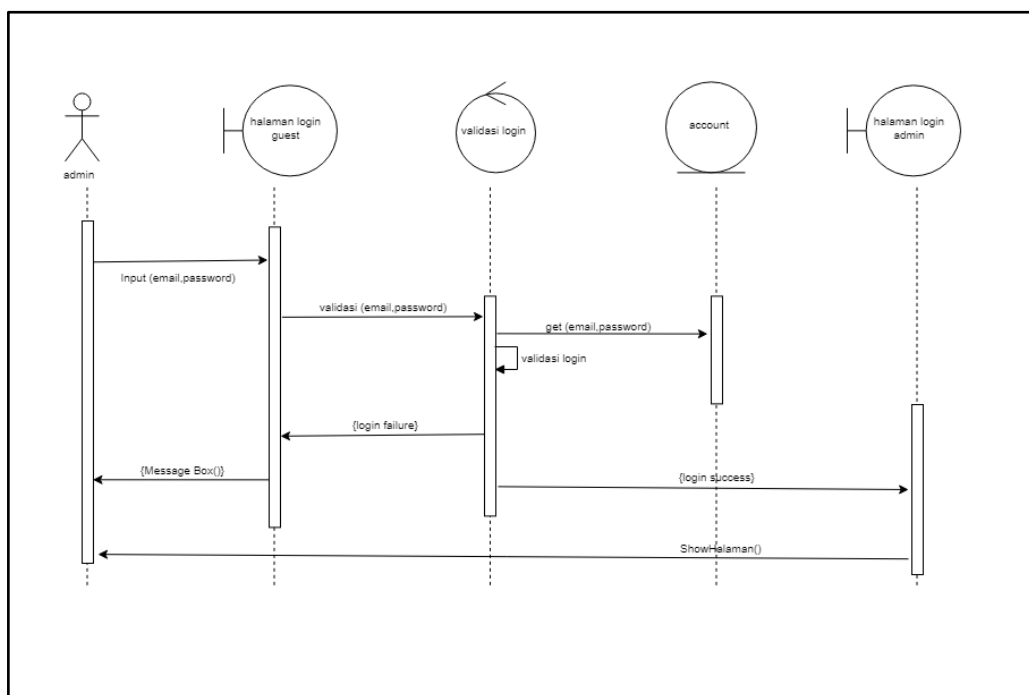 halaman login
guest
validasi login
account
halaman login
admin
admin
Input (email,password)
validasi (email,password)
get (email,password)
validasi login
{login failure}
{Message Box()}
{login success}
ShowHalaman()